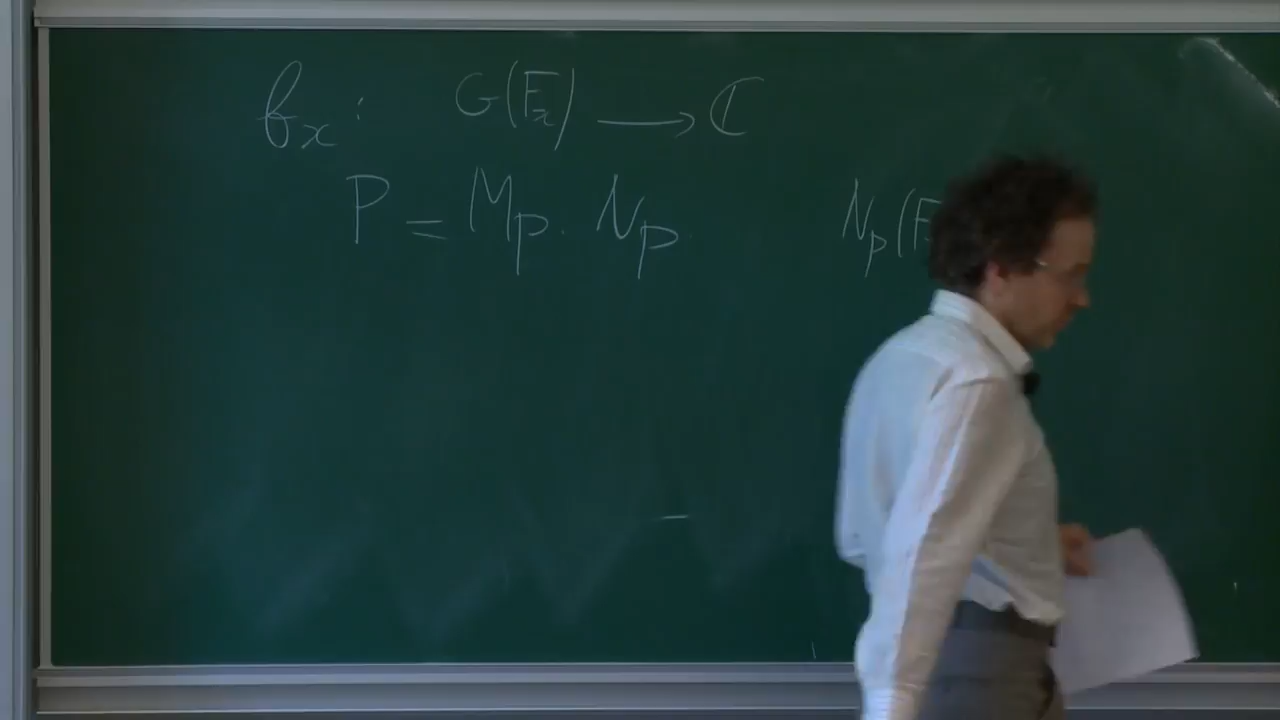 f_x : G(F_x) ⟶ ℂ
P = M_P · N_P N_P(F